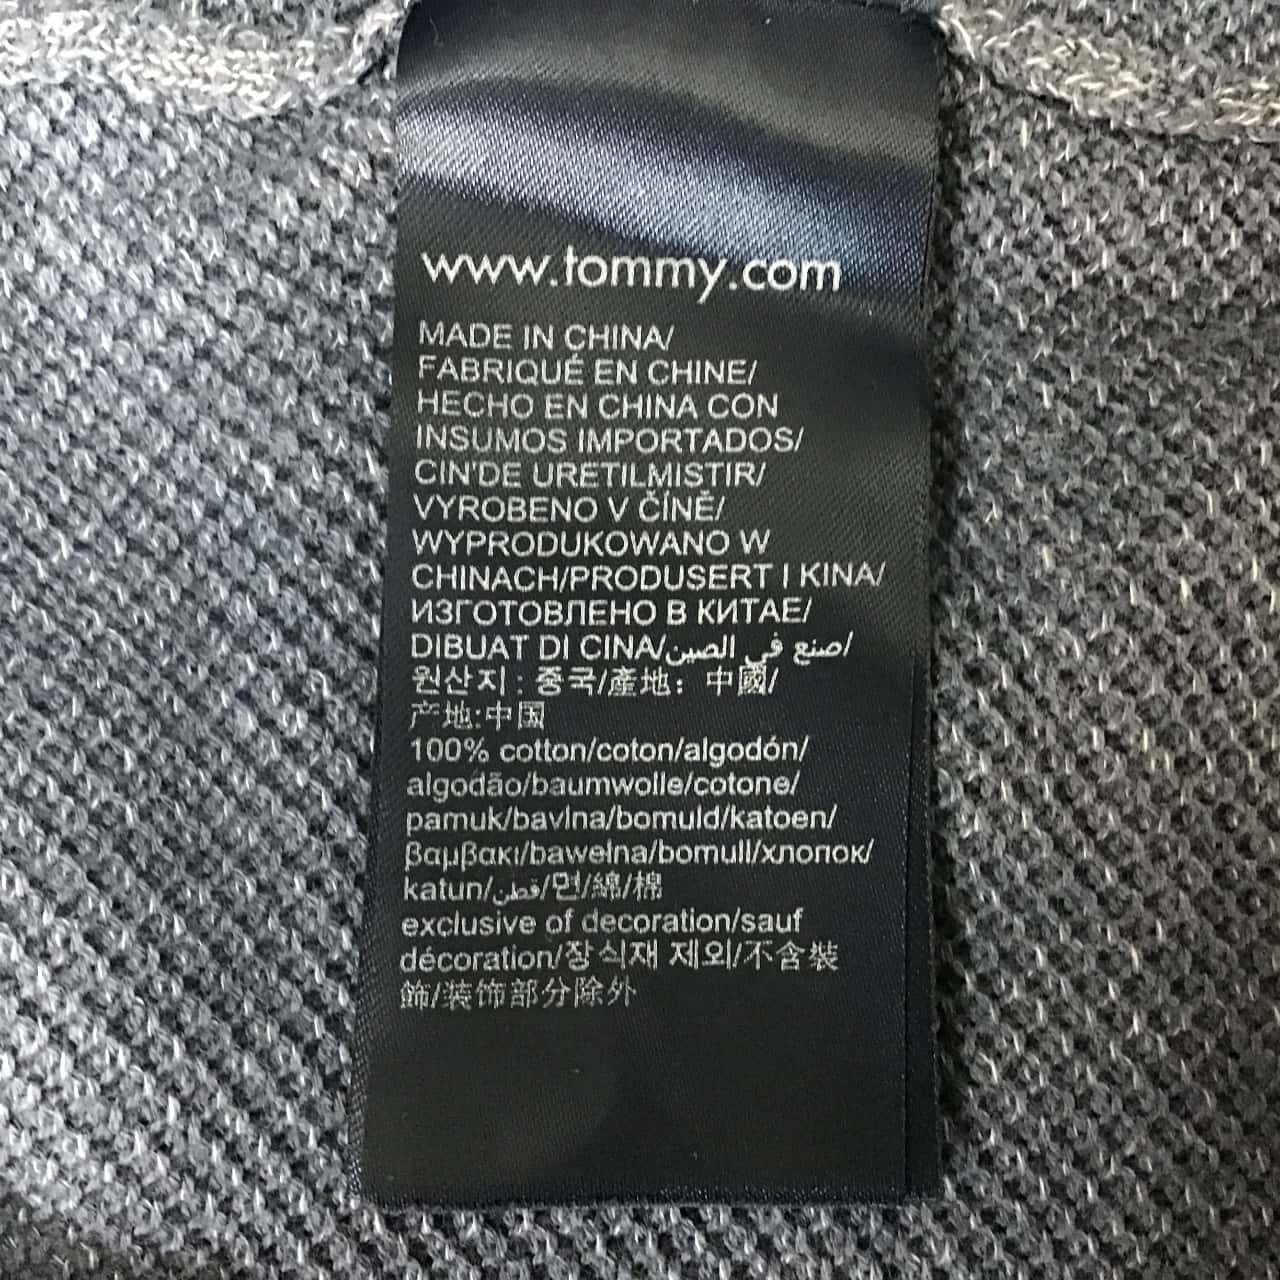 www.tommy.com
MADE IN CHINA/
FABRIQUÉ EN CHINE/
HECHO EN CHINA CON
INSUMOS IMPORTADOS/
CIN'DE URETILMISTIR/
VYROBENO V ČÍNĚ/
WYPRODUKOWANO W
CHINACH/PRODUSERT I KINA/
ИЗГОТОВЛЕНО В КИТАЕ/
DIBUAT DI CINA/صنع في الصين/
원산지 : 중국/產地：中國/
产地:中国
100% cotton/coton/algodón/
algodão/baumwolle/cotone/
pamuk/bavlna/bomuld/katoen/
βαμβακι/bawełna/bomull/хлопок/
katun/قطن/면/綿/棉
exclusive of decoration/sauf
décoration/장식재 제외/不含裝
飾/装饰部分除外